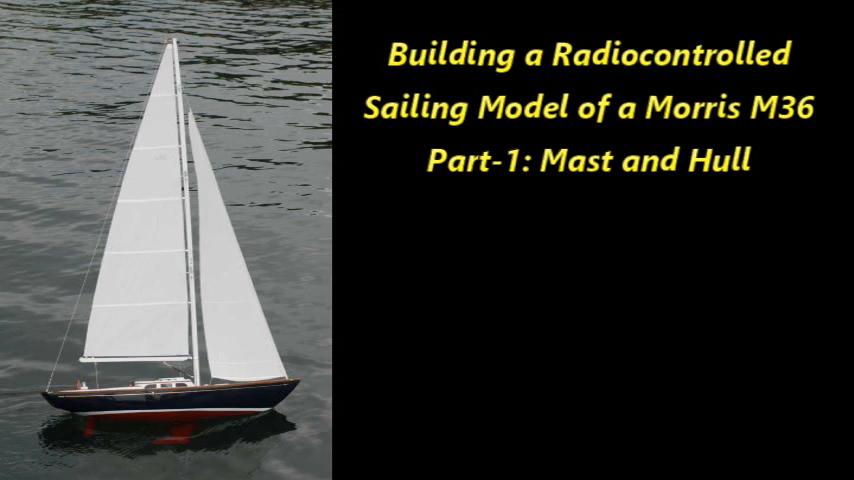 Building a Radiocontrolled
Sailing Model of a Morris M36
Part-1: Mast and Hull